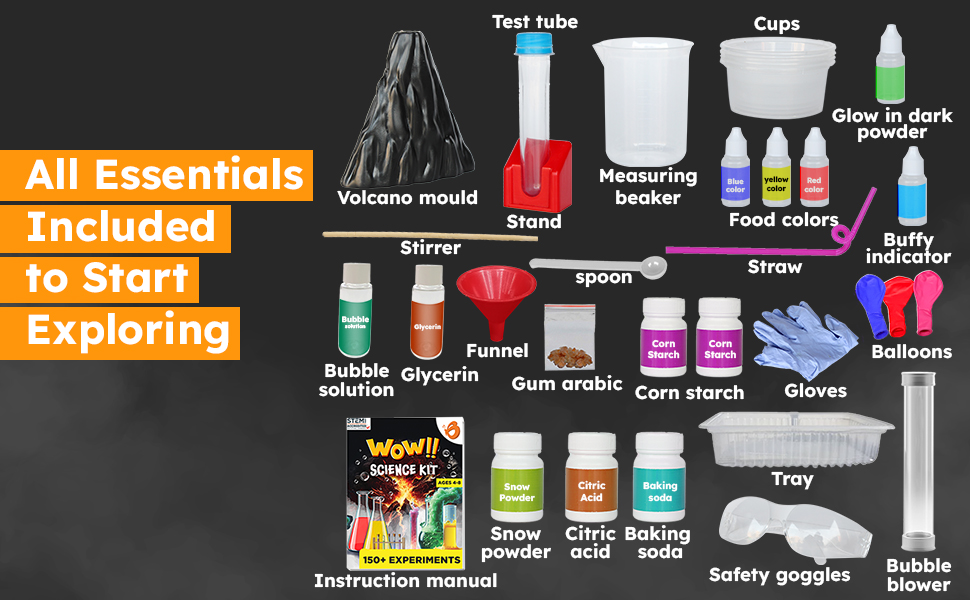 All Essentials
Included
to Start
Exploring
Test tube
Cups
Glow in dark
powder
Volcano mould
Stand
Measuring
beaker
Blue
color
yellow
color
Red
color
Food colors
Buffy
indicator
Stirrer
spoon
Straw
Bubble
solution
Bubble
solution
Glycerin
Glycerin
Funnel
Gum arabic
Corn
Starch
Corn
Starch
Corn starch
Gloves
Balloons
STEM
ACCREDITED
WOW!!
SCIENCE KIT
AGES 4-8
150+ EXPERIMENTS
Instruction manual
Snow
Powder
Snow
powder
Citric
Acid
Citric
acid
Baking
soda
Baking
soda
Tray
Safety goggles
Bubble
blower